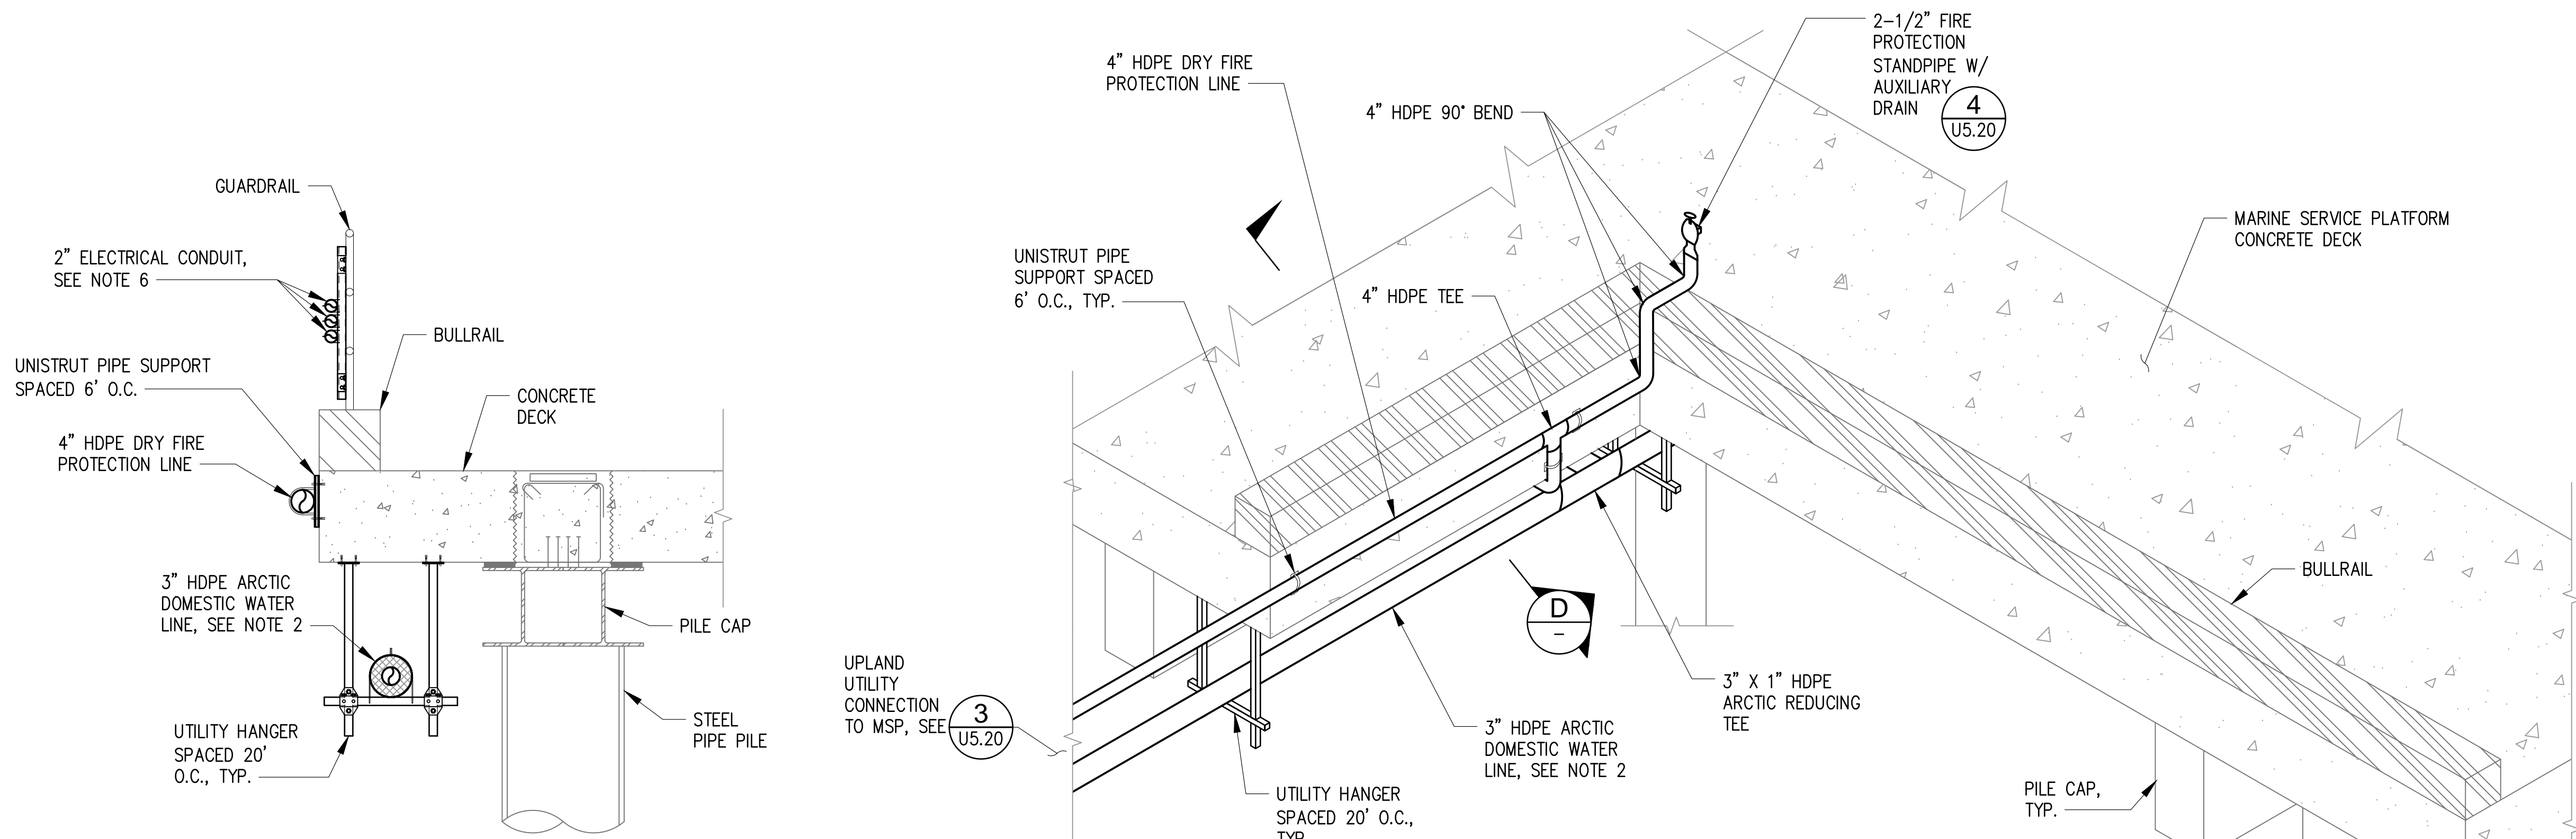 GUARDRAIL
2" ELECTRICAL CONDUIT,
SEE NOTE 6
BULLRAIL
UNISTRUT PIPE SUPPORT
SPACED 6' O.C.
CONCRETE
DECK
4" HDPE DRY FIRE
PROTECTION LINE
3" HDPE ARCTIC
DOMESTIC WATER
LINE, SEE NOTE 2
PILE CAP
STEEL
PIPE PILE
UTILITY HANGER
SPACED 20'
O.C., TYP.
4" HDPE DRY FIRE
PROTECTION LINE
4" HDPE 90° BEND
2-1/2" FIRE
PROTECTION
STANDPIPE W/
AUXILIARY
DRAIN
4
U5.20
MARINE SERVICE PLATFORM
CONCRETE DECK
UNISTRUT PIPE
SUPPORT SPACED
6' O.C., TYP.
4" HDPE TEE
BULLRAIL
D
-
UPLAND
UTILITY
CONNECTION
TO MSP, SEE
3
U5.20
3" X 1" HDPE
ARCTIC REDUCING
TEE
3" HDPE ARCTIC
DOMESTIC WATER
LINE, SEE NOTE 2
UTILITY HANGER
SPACED 20' O.C.,
TYP.
PILE CAP,
TYP.